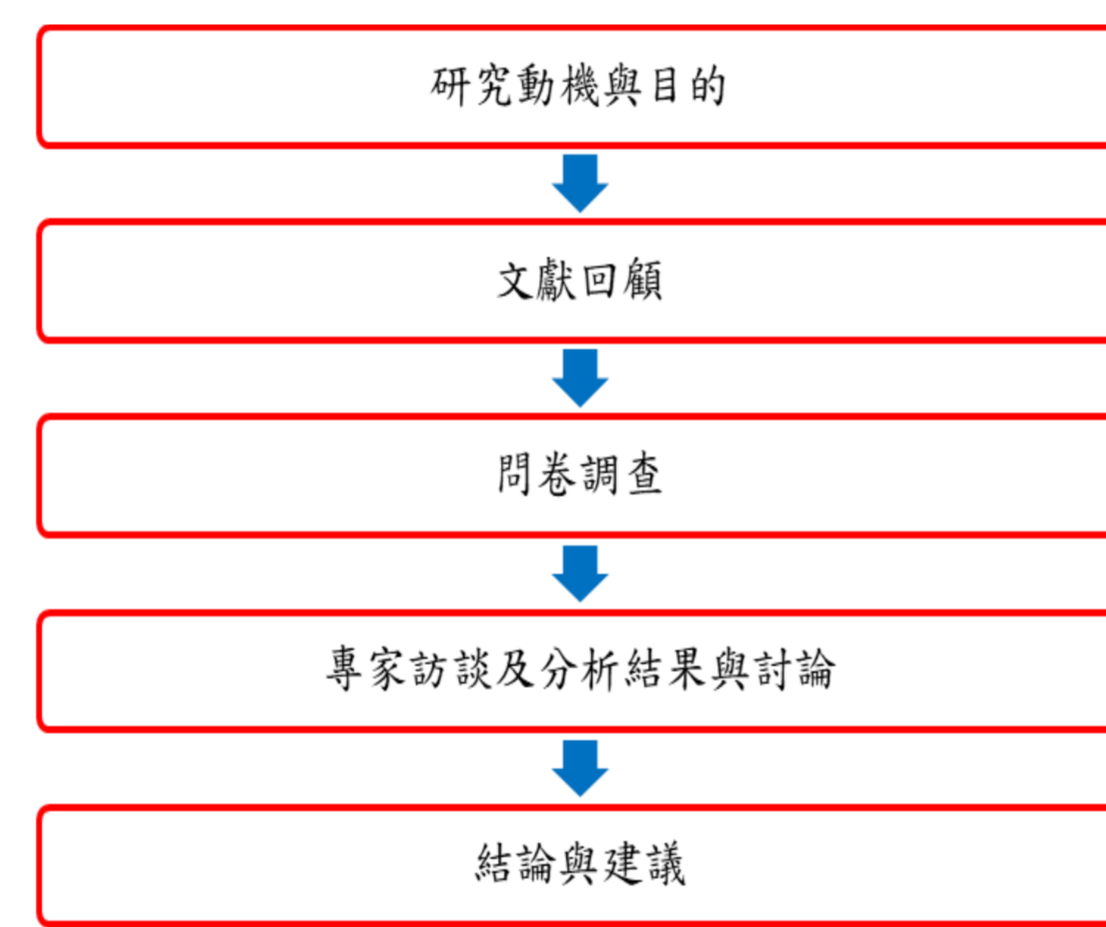 研究動機與目的
文獻回顧
問卷調查
專家訪談及分析結果與討論
結論與建議